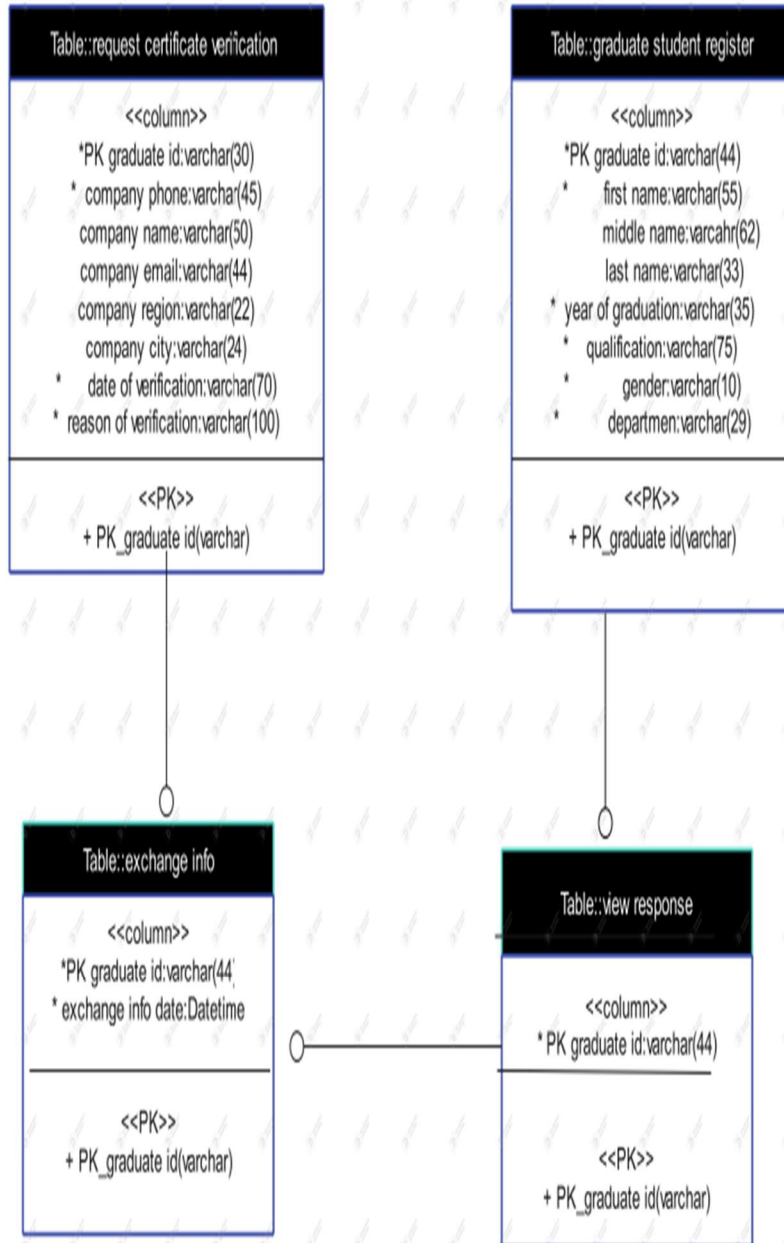 Table::request certificate verification
<<column>>
*PK graduate id:varchar(30)
* company phone:varchar(45)
company name:varchar(50)
company email:varchar(44)
company region:varchar(22)
company city:varchar(24)
* date of verification:varchar(70)
* reason of verification:varchar(100)
<<PK>>
+ PK_graduate id(varchar)
Table::graduate student register
<<column>>
*PK graduate id:varchar(44)
* first name:varchar(55)
middle name:varcahr(62)
last name:varchar(33)
* year of graduation:varchar(35)
* qualification:varchar(75)
* gender:varchar(10)
* departmen:varchar(29)
<<PK>>
+ PK_graduate id(varchar)
Table::exchange info
<<column>>
*PK graduate id:varchar(44)
* exchange info date:Datetime
<<PK>>
+ PK_graduate id(varchar)
Table::view response
<<column>>
* PK graduate id:varchar(44)
<<PK>>
+ PK_graduate id(varchar)